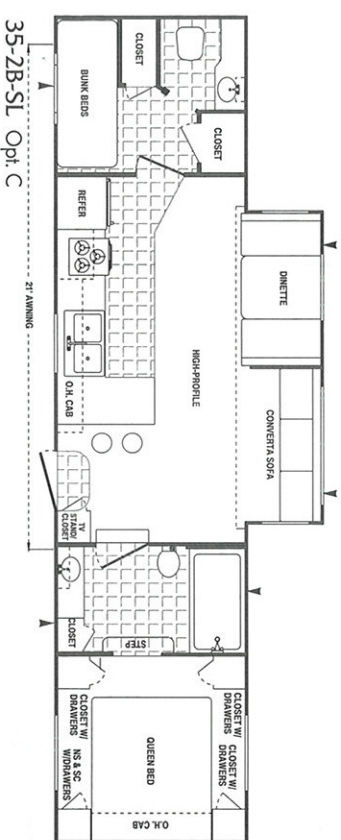 35-2B-SL Opt. C
21' AWNING
BUNK BEDS
CLOSET
CLOSET
REFER
O.H. CAB
HIGH-PROFILE
DINETTE
CONVERTA SOFA
TV
STAND/
CLOSET
CLOSET
STEP
CLOSET W/
DRAWERS
CLOSET W/
DRAWERS
CLOSET W/
DRAWERS
NS & SC
W/DRAWERS
QUEEN BED
O.H. CAB